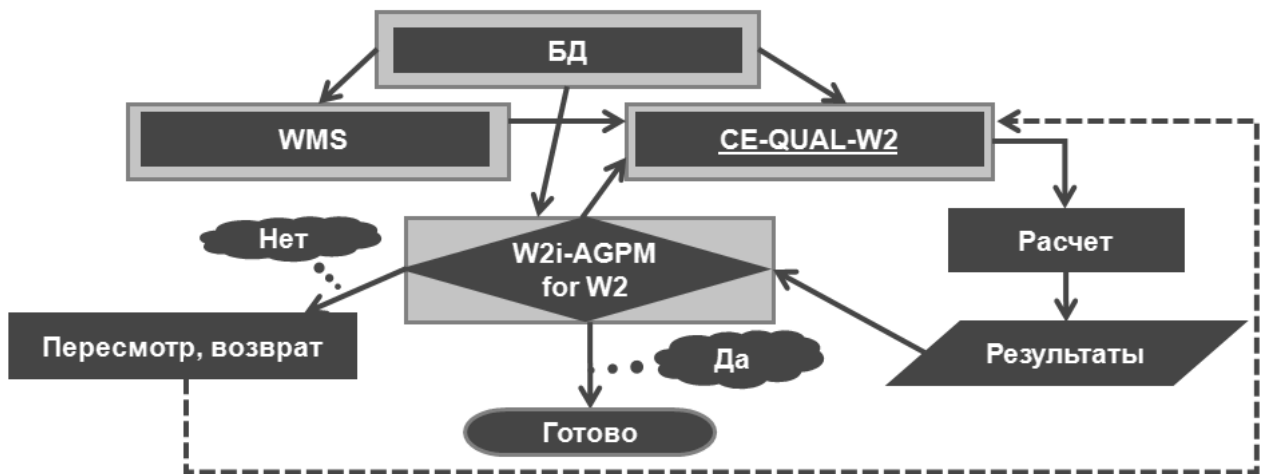 БД
WMS
CE-QUAL-W2
Нет
W2i-AGPM
for W2
Расчет
Пересмотр, возврат
Да
Результаты
Готово